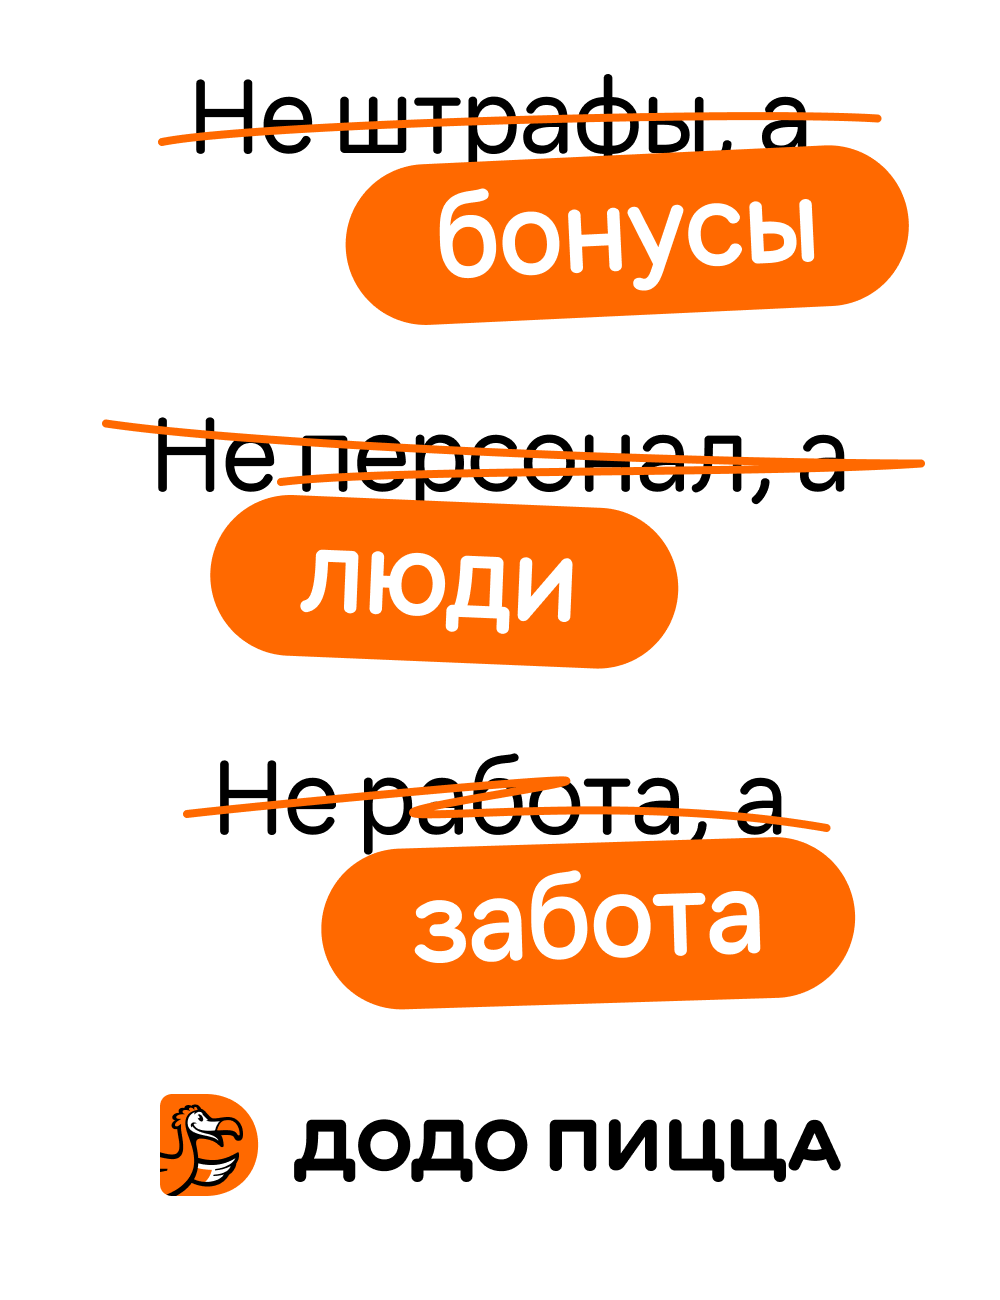 Не штрафы, а
бонусы
Не персонал, а
люди
Не работа, а
забота
ДОДО ПИЦЦА